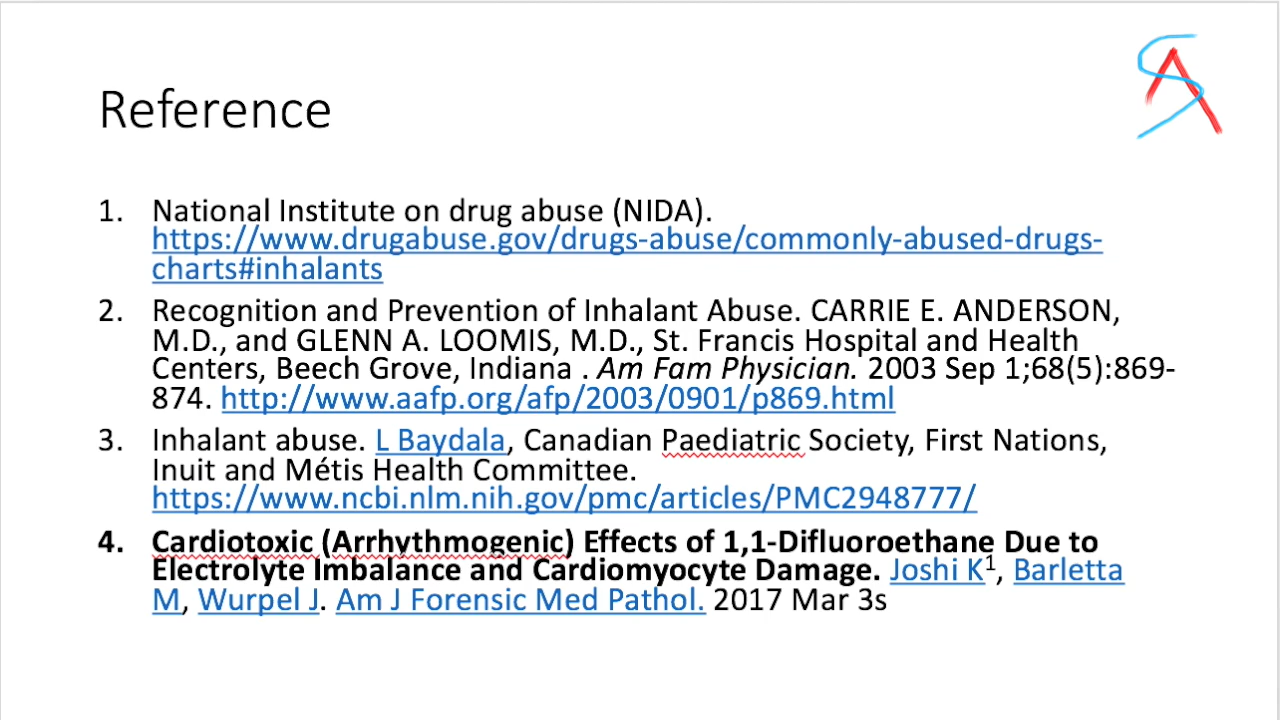 Reference
1. National Institute on drug abuse (NIDA).
https://www.drugabuse.gov/drugs-abuse/commonly-abused-drugs-
charts#inhalants
2. Recognition and Prevention of Inhalant Abuse. CARRIE E. ANDERSON,
M.D., and GLENN A. LOOMIS, M.D., St. Francis Hospital and Health
Centers, Beech Grove, Indiana . Am Fam Physician. 2003 Sep 1;68(5):869-
874. http://www.aafp.org/afp/2003/0901/p869.html
3. Inhalant abuse. L Baydala, Canadian Paediatric Society, First Nations,
Inuit and Métis Health Committee.
https://www.ncbi.nlm.nih.gov/pmc/articles/PMC2948777/
4. Cardiotoxic (Arrhythmogenic) Effects of 1,1-Difluoroethane Due to
Electrolyte Imbalance and Cardiomyocyte Damage. Joshi K1, Barletta
M, Wurpel J. Am J Forensic Med Pathol. 2017 Mar 3s
SA